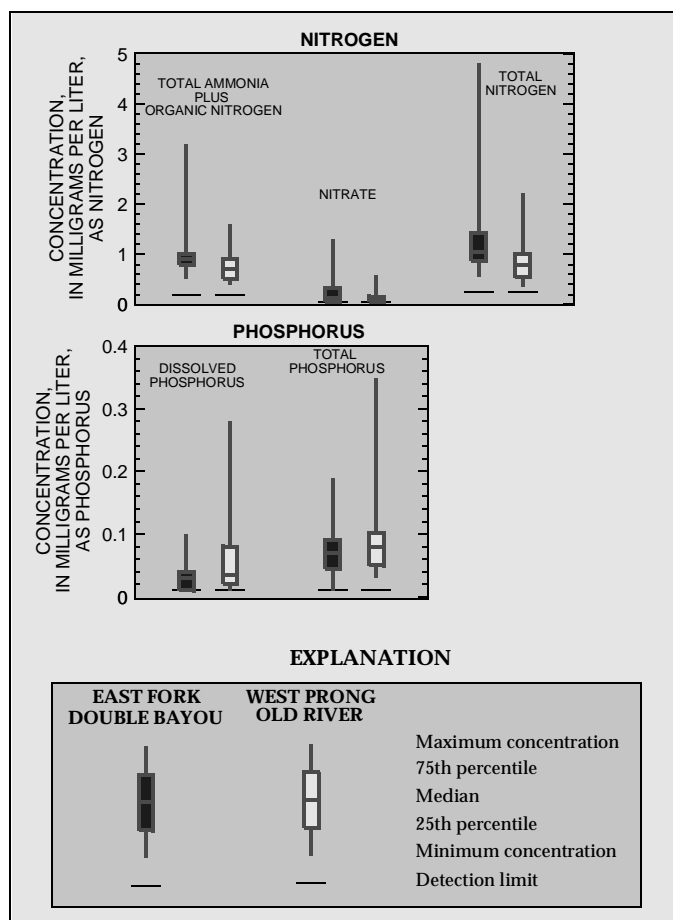 NITROGEN
CONCENTRATION,
IN MILLIGRAMS PER LITER,
AS NITROGEN
5
4
3
2
1
0
TOTAL AMMONIA
PLUS
ORGANIC NITROGEN
NITRATE
TOTAL
NITROGEN
PHOSPHORUS
CONCENTRATION,
IN MILLIGRAMS PER LITER,
AS PHOSPHORUS
0.4
0.3
0.2
0.1
0
DISSOLVED
PHOSPHORUS
TOTAL
PHOSPHORUS
EXPLANATION
EAST FORK
DOUBLE BAYOU
WEST PRONG
OLD RIVER
Maximum concentration
75th percentile
Median
25th percentile
Minimum concentration
Detection limit